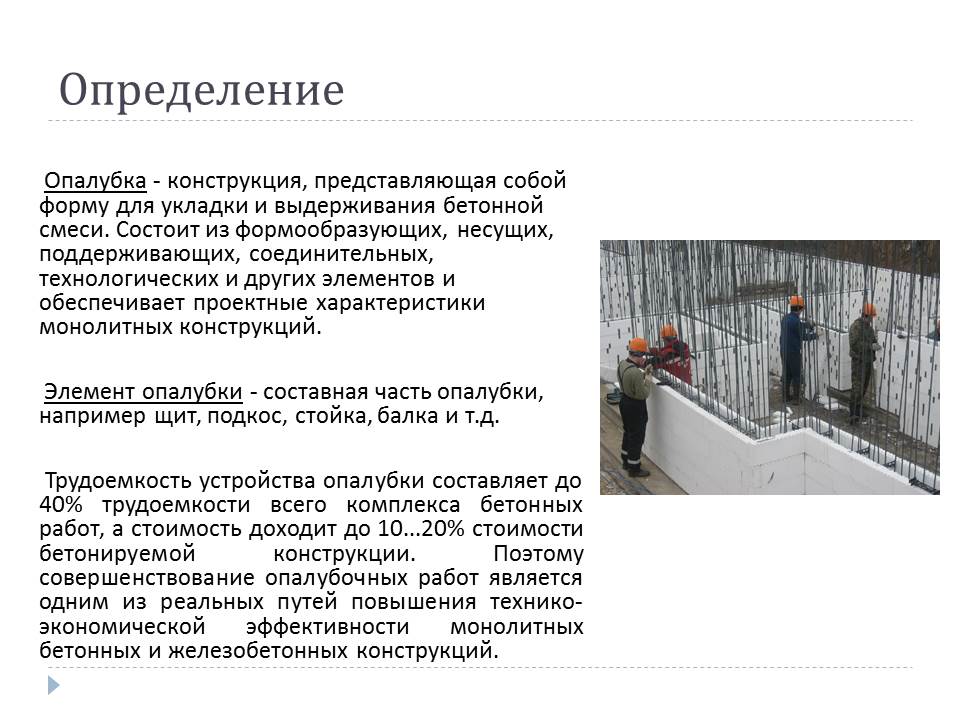 Определение
Опалубка - конструкция, представляющая собой
форму для укладки и выдерживания бетонной
смеси. Состоит из формообразующих, несущих,
поддерживающих, соединительных,
технологических и других элементов и
обеспечивает проектные характеристики
монолитных конструкций.
Элемент опалубки - составная часть опалубки,
например щит, подкос, стойка, балка и т.д.
Трудоемкость устройства опалубки составляет до
40% трудоемкости всего комплекса бетонных
работ, а стоимость доходит до 10...20% стоимости
бетонируемой конструкции. Поэтому
совершенствование опалубочных работ является
одним из реальных путей повышения технико-
экономической эффективности монолитных
бетонных и железобетонных конструкций.